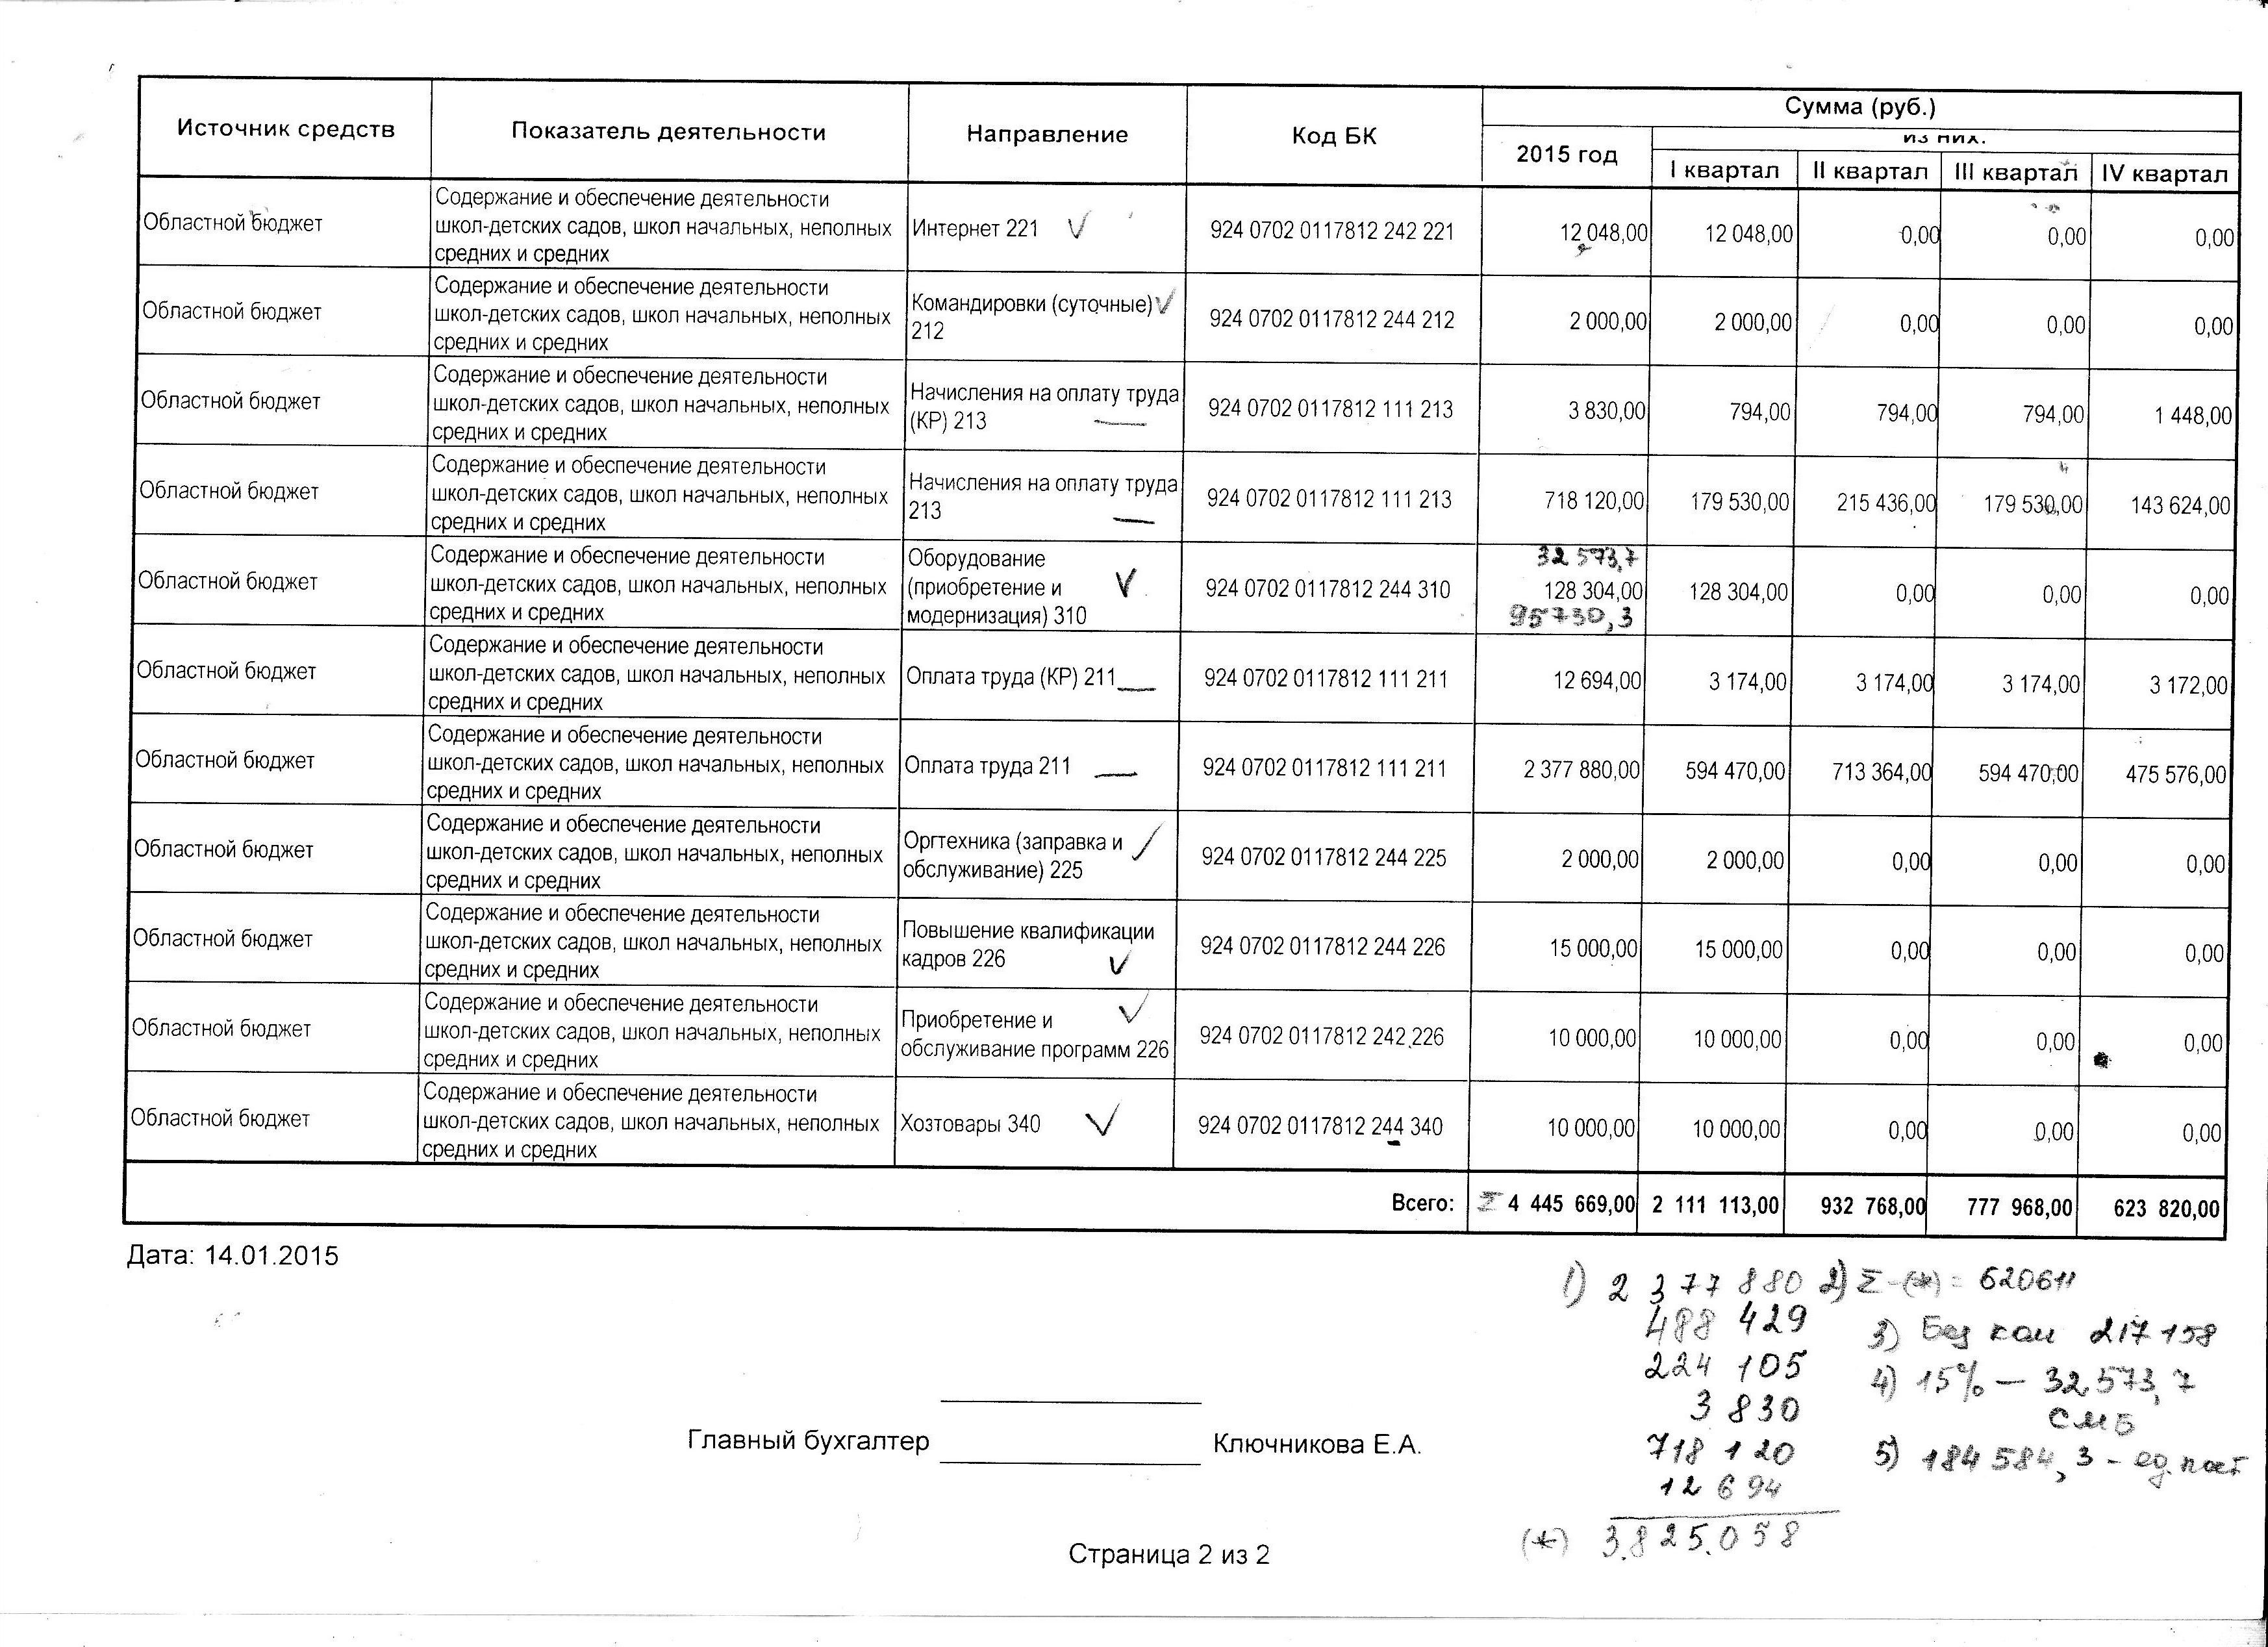 Источник средств | Показатель деятельности | Направление | Код БК | Сумма (руб.)
2015 год | из них:
I квартал | II квартал | III квартал | IV квартал
Областной бюджет | Содержание и обеспечение деятельности школ-детских садов, школ начальных, неполных средних и средних | Интернет 221 | 924 0702 0117812 242 221 | 12 048,00 | 12 048,00 | 0,00 | 0,00 | 0,00
Областной бюджет | Содержание и обеспечение деятельности школ-детских садов, школ начальных, неполных средних и средних | Командировки (суточные) 212 | 924 0702 0117812 244 212 | 2 000,00 | 2 000,00 | 0,00 | 0,00 | 0,00
Областной бюджет | Содержание и обеспечение деятельности школ-детских садов, школ начальных, неполных средних и средних | Начисления на оплату труда (КР) 213 | 924 0702 0117812 111 213 | 3 830,00 | 794,00 | 794,00 | 794,00 | 1 448,00
Областной бюджет | Содержание и обеспечение деятельности школ-детских садов, школ начальных, неполных средних и средних | Начисления на оплату труда 213 | 924 0702 0117812 111 213 | 718 120,00 | 179 530,00 | 215 436,00 | 179 530,00 | 143 624,00
32 573,7
Областной бюджет | Содержание и обеспечение деятельности школ-детских садов, школ начальных, неполных средних и средних | Оборудование (приобретение и модернизация) 310 | 924 0702 0117812 244 310 | 128 304,00 | 128 304,00 | 0,00 | 0,00 | 0,00
95730,3
Областной бюджет | Содержание и обеспечение деятельности школ-детских садов, школ начальных, неполных средних и средних | Оплата труда (КР) 211 | 924 0702 0117812 111 211 | 12 694,00 | 3 174,00 | 3 174,00 | 3 174,00 | 3 172,00
Областной бюджет | Содержание и обеспечение деятельности школ-детских садов, школ начальных, неполных средних и средних | Оплата труда 211 | 924 0702 0117812 111 211 | 2 377 880,00 | 594 470,00 | 713 364,00 | 594 470,00 | 475 576,00
Областной бюджет | Содержание и обеспечение деятельности школ-детских садов, школ начальных, неполных средних и средних | Оргтехника (заправка и обслуживание) 225 | 924 0702 0117812 244 225 | 2 000,00 | 2 000,00 | 0,00 | 0,00 | 0,00
Областной бюджет | Содержание и обеспечение деятельности школ-детских садов, школ начальных, неполных средних и средних | Повышение квалификации кадров 226 | 924 0702 0117812 244 226 | 15 000,00 | 15 000,00 | 0,00 | 0,00 | 0,00
Областной бюджет | Содержание и обеспечение деятельности школ-детских садов, школ начальных, неполных средних и средних | Приобретение и обслуживание программ 226 | 924 0702 0117812 242 226 | 10 000,00 | 10 000,00 | 0,00 | 0,00 | 0,00
Областной бюджет | Содержание и обеспечение деятельности школ-детских садов, школ начальных, неполных средних и средних | Хозтовары 340 | 924 0702 0117812 244 340 | 10 000,00 | 10 000,00 | 0,00 | 0,00 | 0,00
Всего: | Σ 4 445 669,00 | 2 111 113,00 | 932 768,00 | 777 968,00 | 623 820,00
Дата: 14.01.2015
1) 2 377 880
488 429
224 105
3 830
718 120
12 694
(*) 3.825.058
2) Σ - (*) = 620611
3) Без ком 217 158
4) 15% — 32.573,7
СМБ
5) 184 584,3 - ед. пост
Главный бухгалтер Ключникова Е.А.
Страница 2 из 2